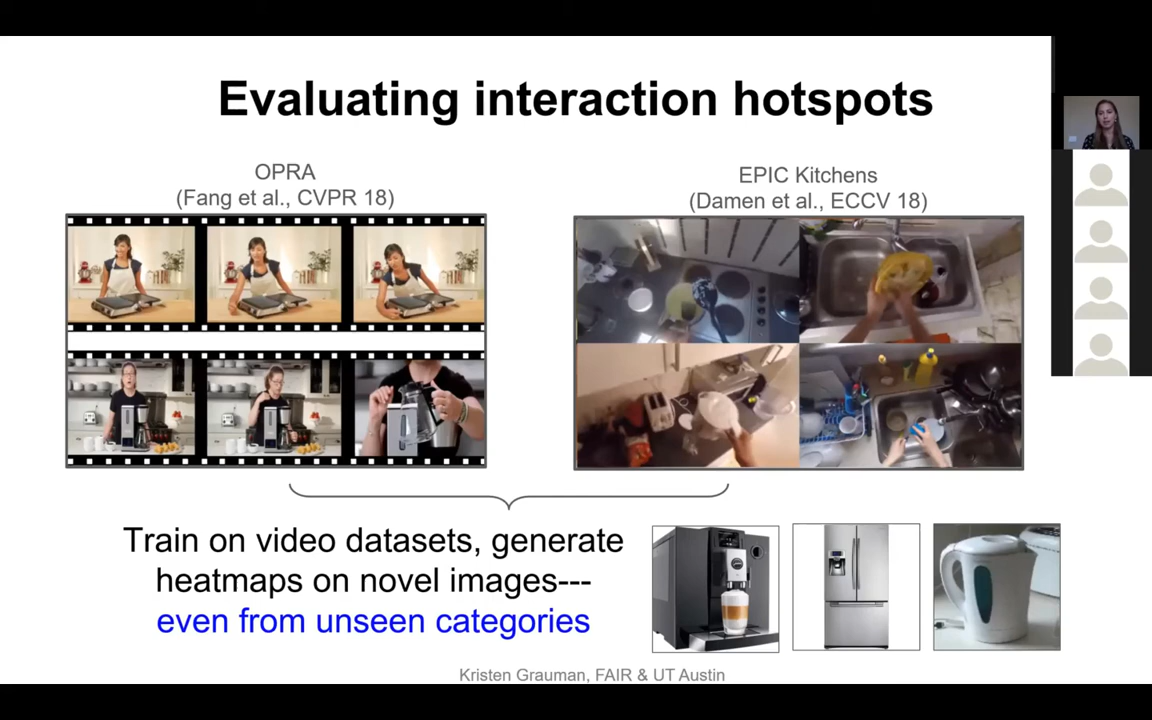 Evaluating interaction hotspots
OPRA
(Fang et al., CVPR 18)
EPIC Kitchens
(Damen et al., ECCV 18)
Train on video datasets, generate
heatmaps on novel images---
even from unseen categories
Kristen Grauman, FAIR & UT Austin